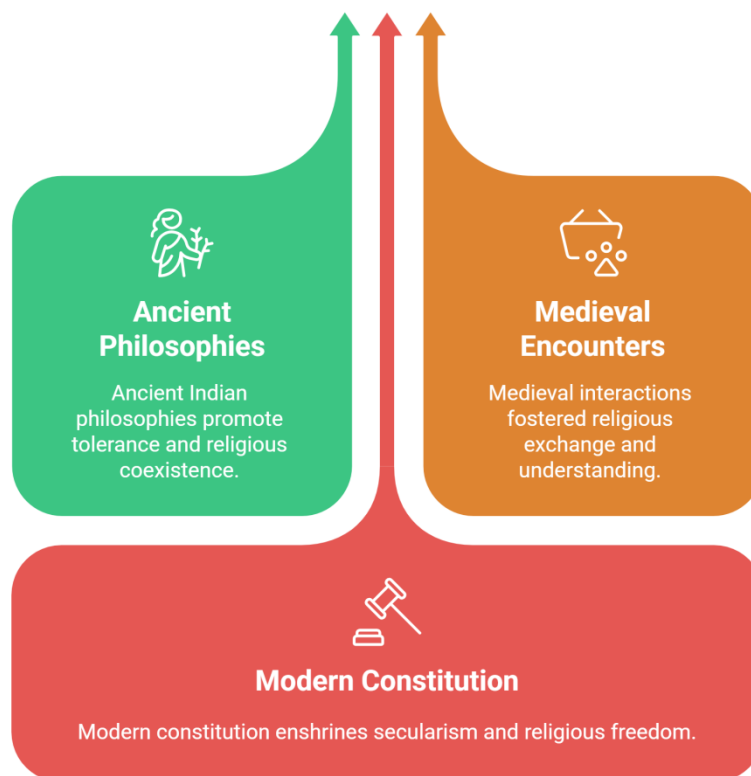 Ancient
Philosophies
Ancient Indian
philosophies promote
tolerance and religious
coexistence.
Medieval
Encounters
Medieval interactions
fostered religious
exchange and
understanding.
Modern Constitution
Modern constitution enshrines secularism and religious freedom.